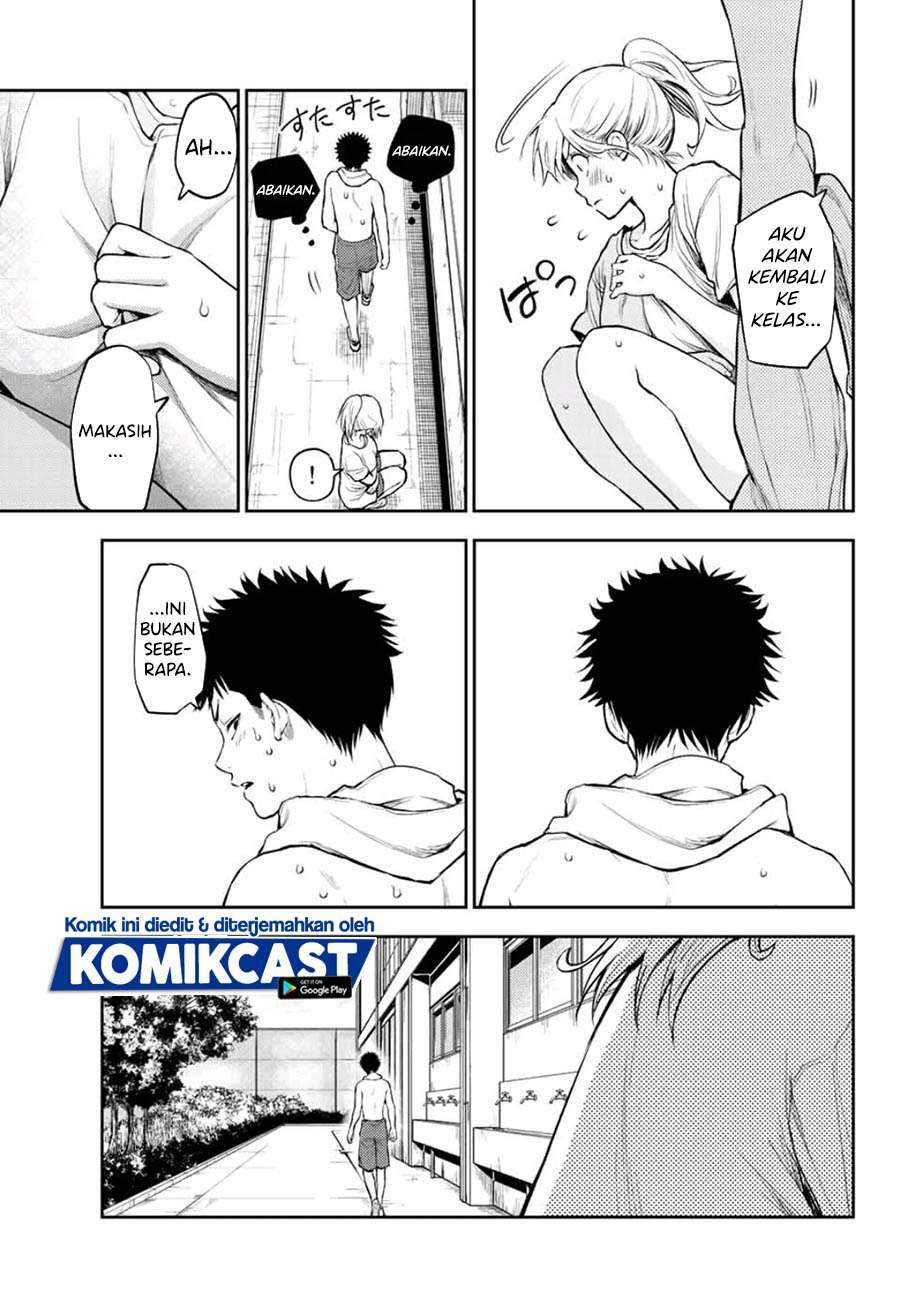 AKU
AKAN
KEMBALI
KE
KELAS...
ぱっ
すたすた
ABAIKAN.
ABAIKAN.
!
AH...
MAKASIH
...
...INI
BUKAN
SEBE-
RAPA.
Komik ini diedit & diterjemahkan oleh
KOMIKCAST
GET IT ON
Google Play